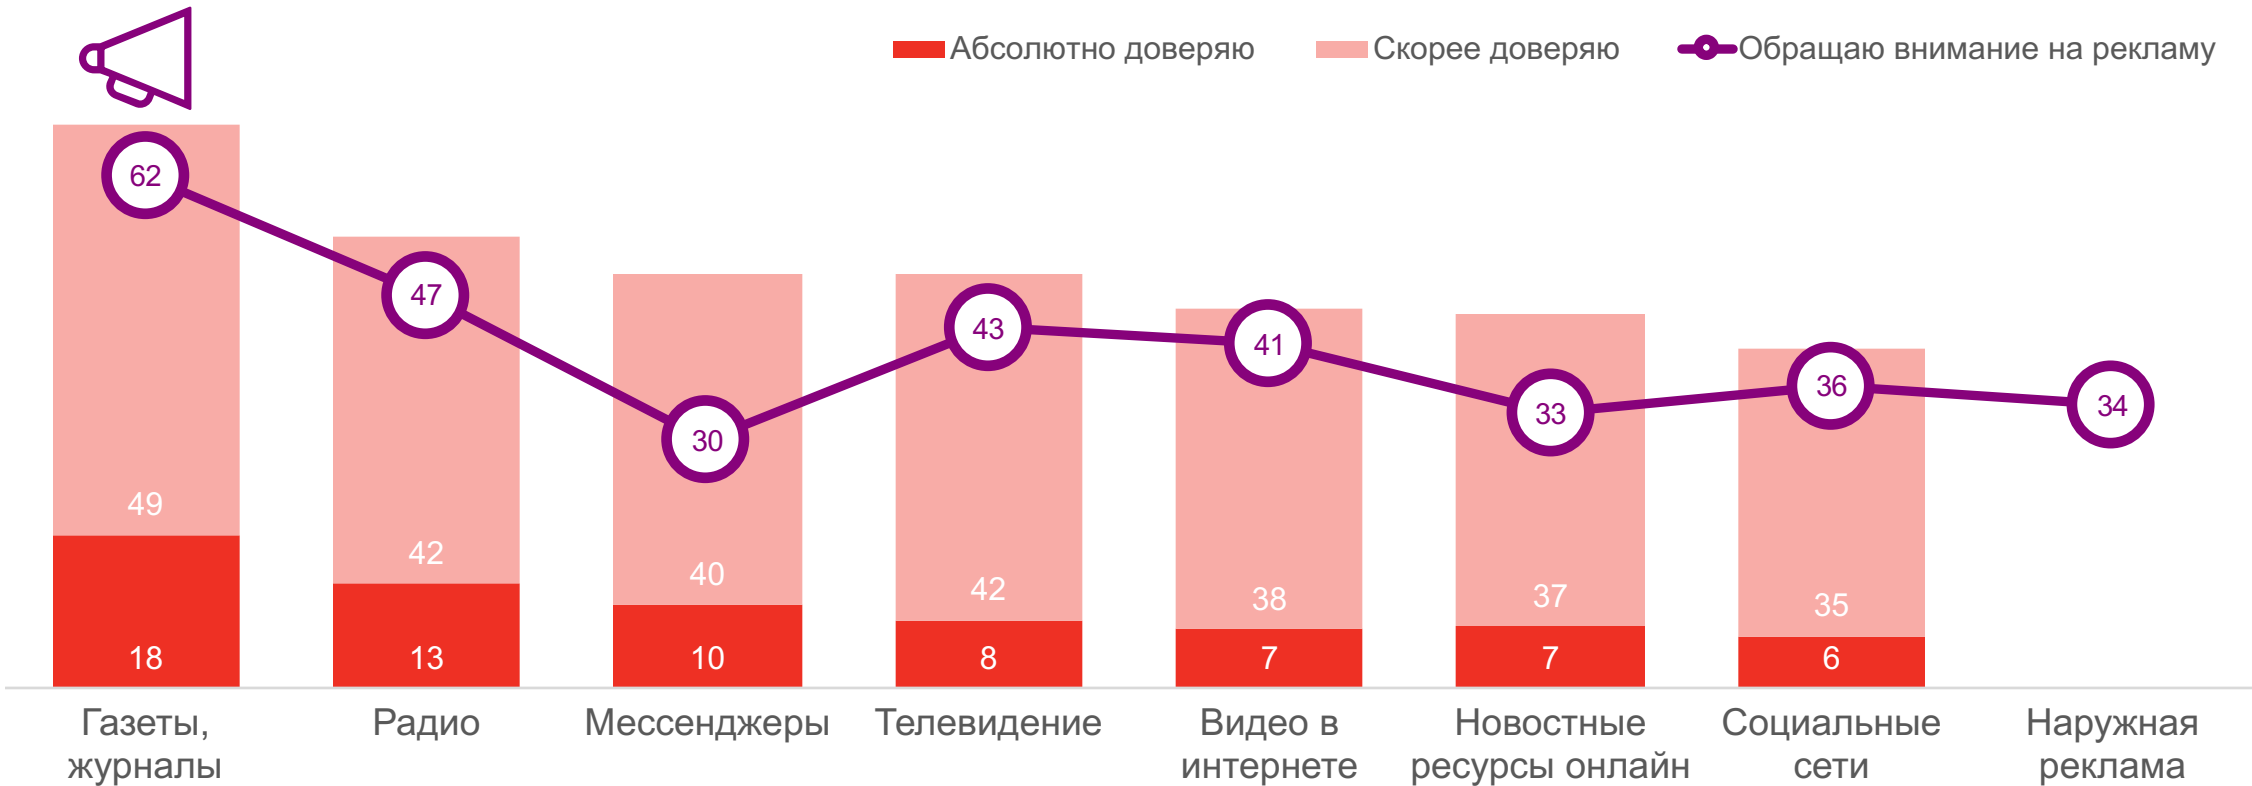 Абсолютно доверяю
Скорее доверяю
Обращаю внимание на рекламу
62
47
30
43
41
33
36
34
49
42
40
42
38
37
35
18
13
10
8
7
7
6
Газеты,
журналы
Радио
Мессенджеры
Телевидение
Видео в
интернете
Новостные
ресурсы онлайн
Социальные
сети
Наружная
реклама